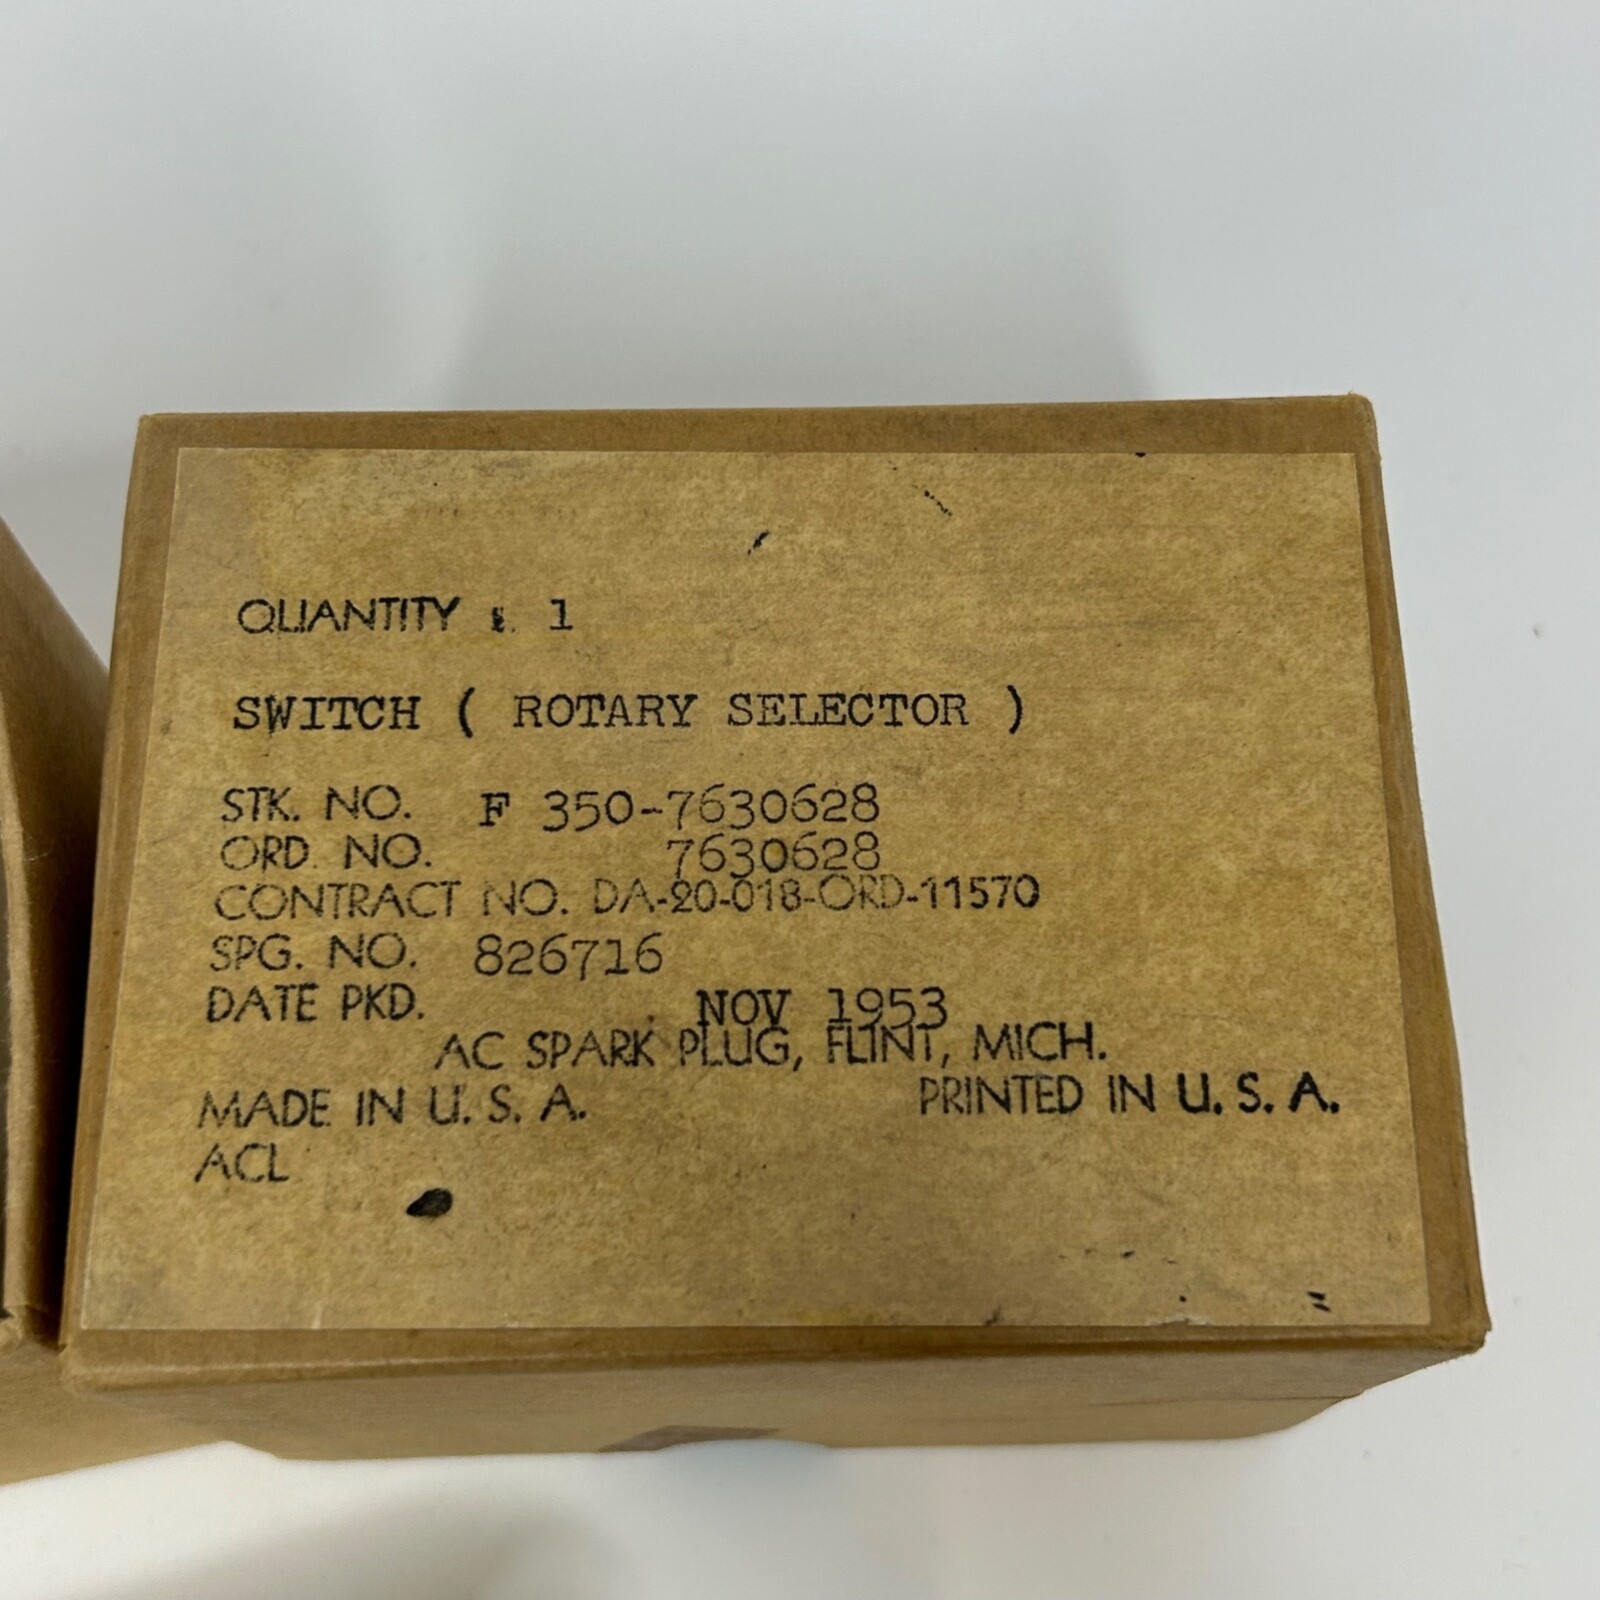 QUANTITY : 1
SWITCH ( ROTARY SELECTOR )
STK. NO. F 350-7630628
ORD. NO. 7630628
CONTRACT NO. DA-20-018-ORD-11570
SPG. NO. 826716
DATE PKD. NOV 1953
AC SPARK PLUG, FLINT, MICH.
MADE IN U. S. A. PRINTED IN U. S. A.
ACL